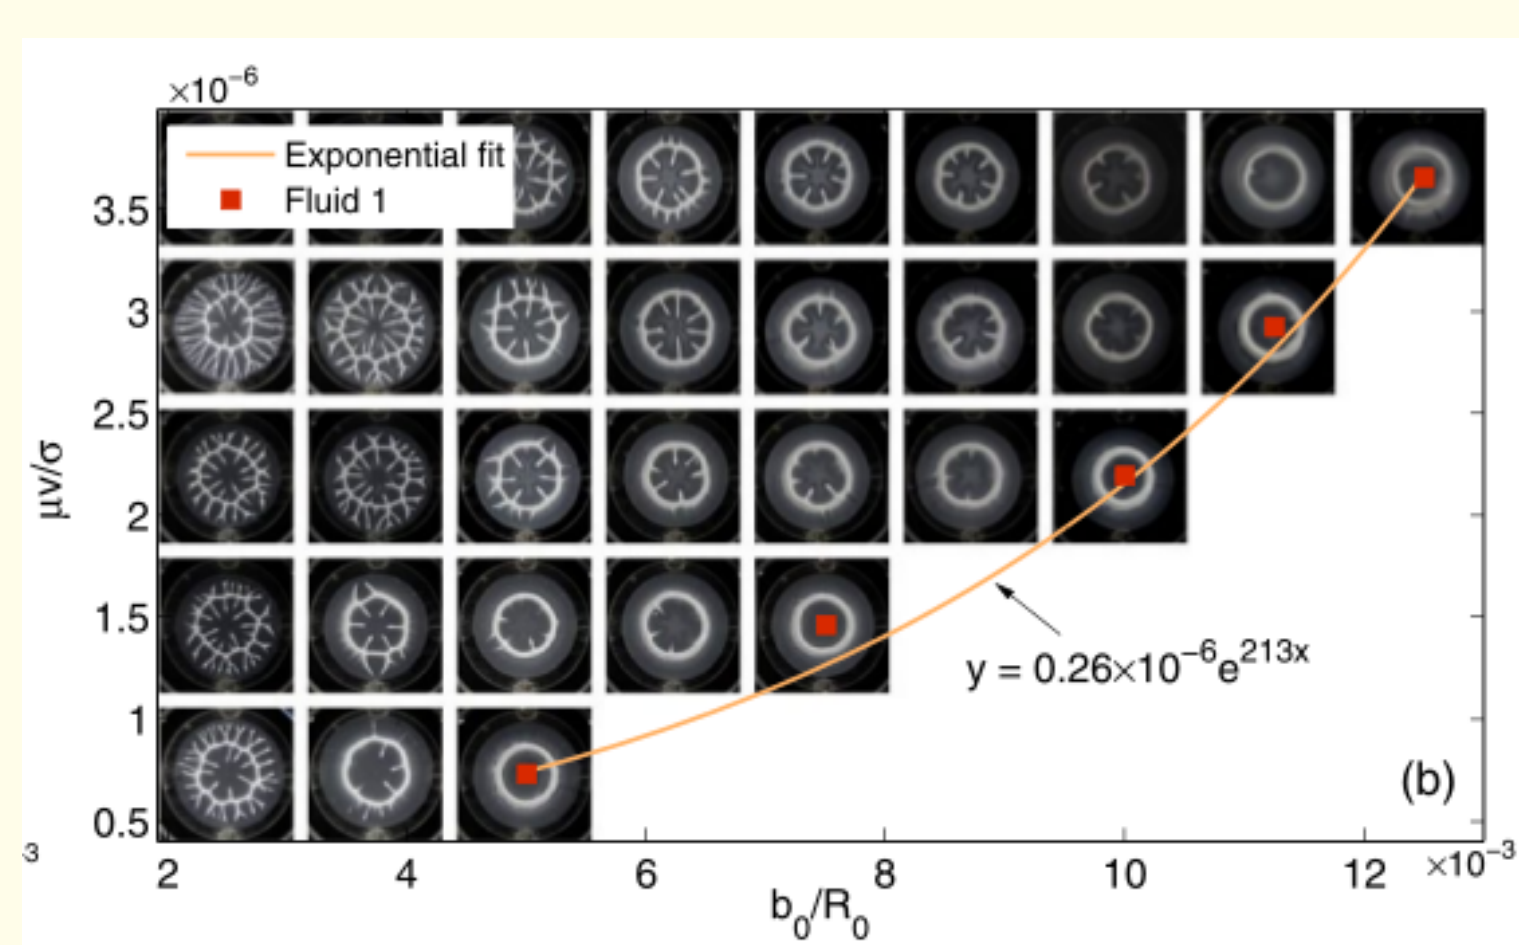 ×10⁻⁶
Exponential fit
Fluid 1
3.5
3
2.5
2
1.5
1
0.5
μv/σ
y = 0.26×10⁻⁶e²¹³ˣ
(b)
3
2 4 6 8 10 12 ×10⁻³
b₀/R₀